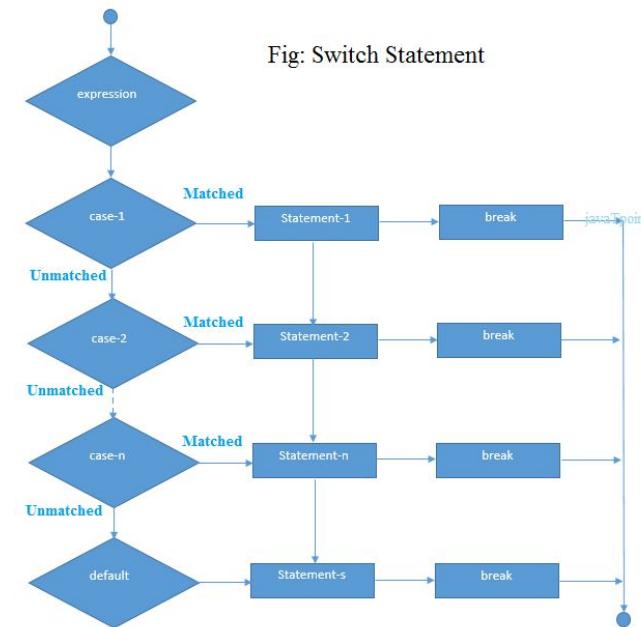 Fig: Switch Statement
expression
Matched
case-1
Statement-1
break
Unmatched
Matched
case-2
Statement-2
break
Unmatched
Matched
case-n
Statement-n
break
Unmatched
default
Statement-s
break